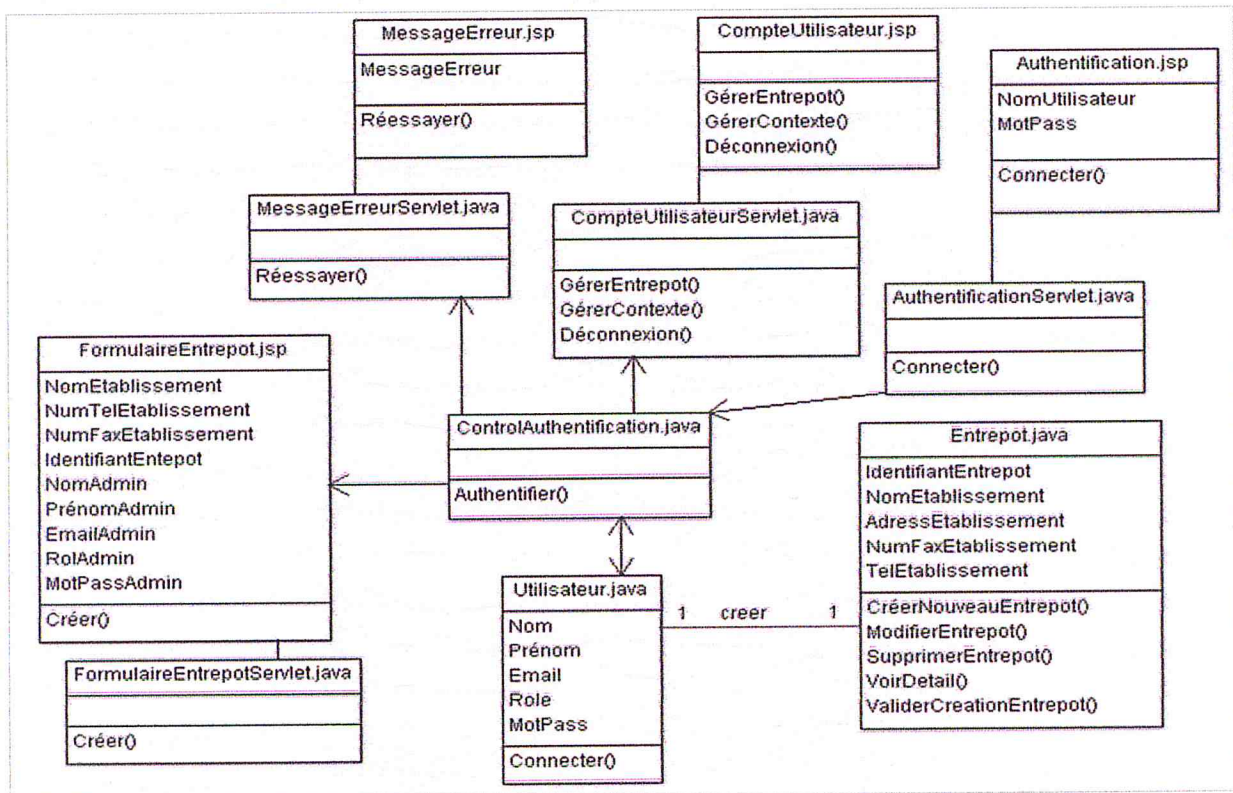 MessageErreur.jsp
MessageErreur
Réessayer()
CompteUtilisateur.jsp
GérerEntrepot()
GérerContexte()
Déconnexion()
Authentification.jsp
NomUtilisateur
MotPass
Connecter()
MessageErreurServlet.java
Réessayer()
CompteUtilisateurServlet.java
GérerEntrepot()
GérerContexte()
Déconnexion()
AuthentificationServlet.java
Connecter()
FormulaireEntrepot.jsp
NomEtablissement
NumTelEtablissement
NumFaxEtablissement
IdentifiantEntepot
NomAdmin
PrénomAdmin
EmailAdmin
RolAdmin
MotPassAdmin
Créer()
ControlAuthentification.java
Authentifier()
Entrepot.java
IdentifiantEntrepot
NomEtablissement
AdressEtablissement
NumFaxEtablissement
TelEtablissement
CréerNouveauEntrepot()
ModifierEntrepot()
SupprimerEntrepot()
VoirDetail()
ValiderCreationEntrepot()
Utilisateur.java
Nom
Prénom
Email
Role
MotPass
Connecter()
1 creer 1
FormulaireEntrepotServlet.java
Créer()